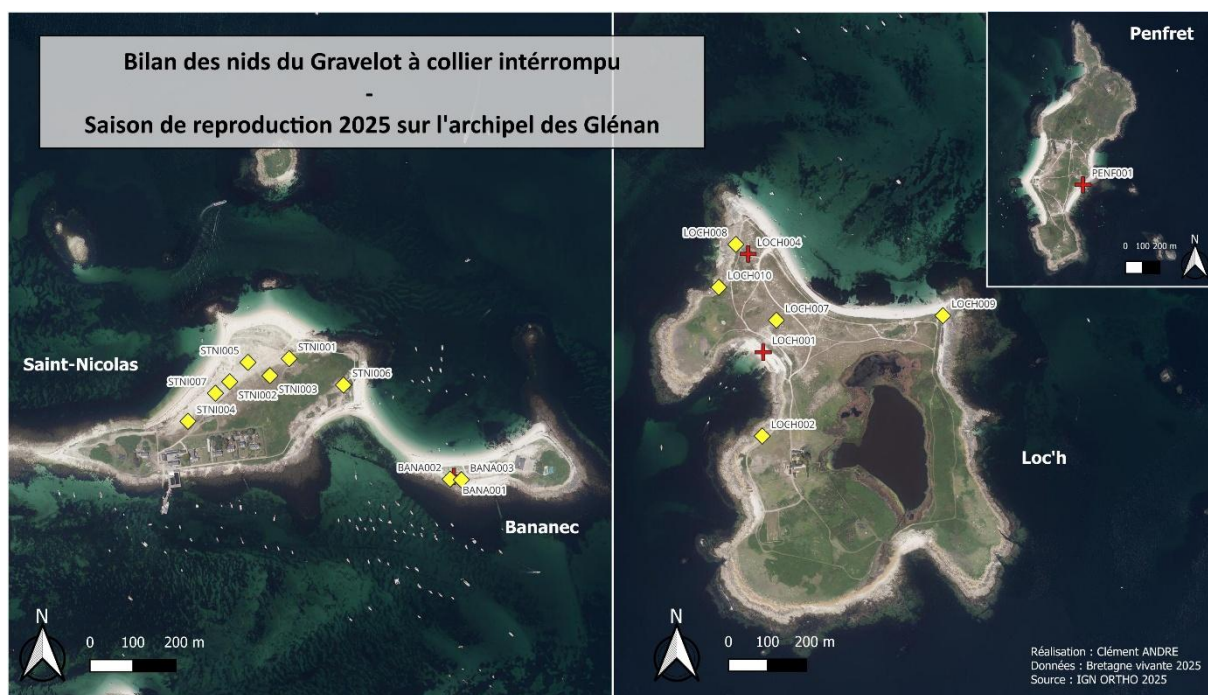 Bilan des nids du Gravelot à collier intérrompu
-
Saison de reproduction 2025 sur l'archipel des Glénan
Saint-Nicolas
STNI005
STNI001
STNI007
STNI002
STNI003
STNI006
STNI004
BANA002
BANA003
BANA001
Bananec
N
0 100 200 m
LOCH008
LOCH004
LOCH010
LOCH007
LOCH009
LOCH001
LOCH002
Loc'h
N
0 100 200 m
Penfret
PENF001
0 100 200 m
N
Réalisation : Clément ANDRE
Données : Bretagne vivante 2025
Source : IGN ORTHO 2025